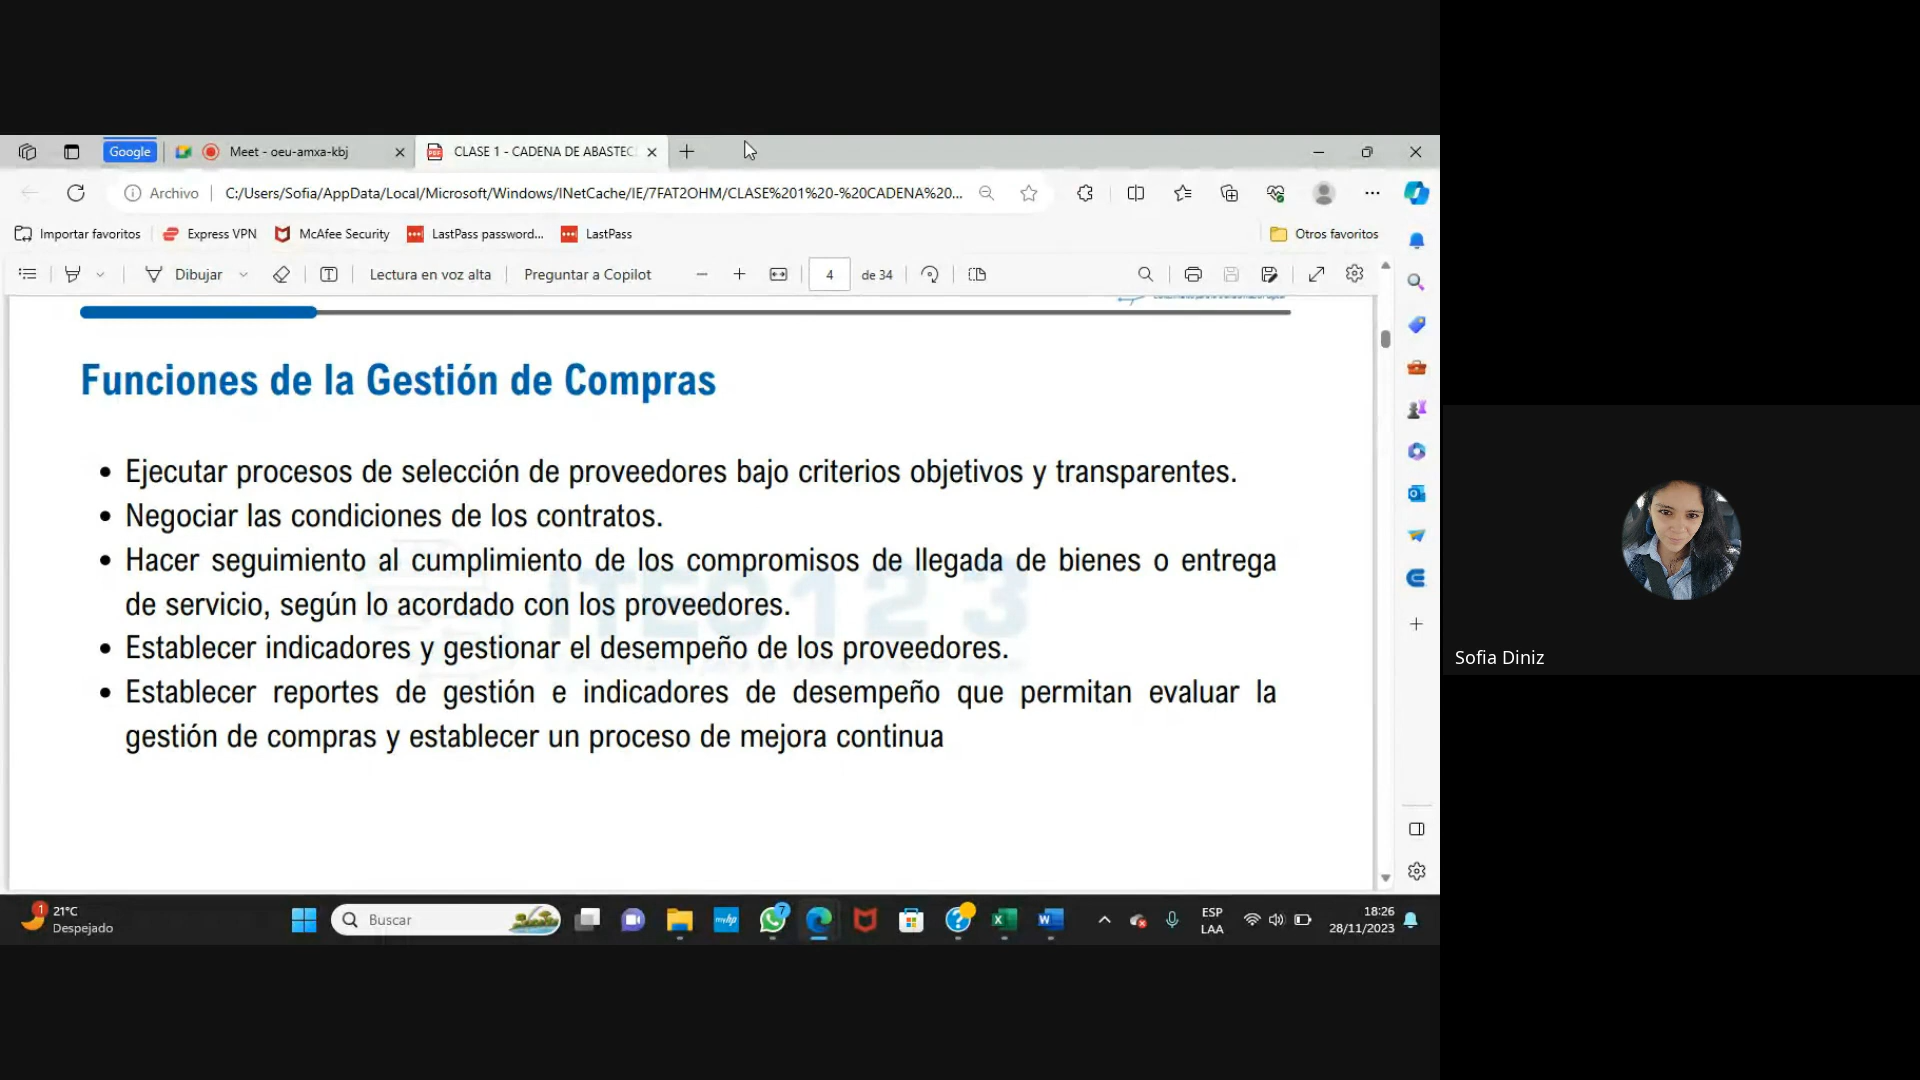 Google
Meet - oeu-amxa-kbj
CLASE 1 - CADENA DE ABASTEC
Archivo
C:/Users/Sofia/AppData/Local/Microsoft/Windows/INetCache/IE/7FAT2OHM/CLASE%201%20-%20CADENA%20...
Importar favoritos
Express VPN
McAfee Security
LastPass password...
LastPass
Otros favoritos
Dibujar
Lectura en voz alta
Preguntar a Copilot
4
de 34
Funciones de la Gestión de Compras
• Ejecutar procesos de selección de proveedores bajo criterios objetivos y transparentes.
• Negociar las condiciones de los contratos.
• Hacer seguimiento al cumplimiento de los compromisos de llegada de bienes o entrega
de servicio, según lo acordado con los proveedores.
• Establecer indicadores y gestionar el desempeño de los proveedores.
• Establecer reportes de gestión e indicadores de desempeño que permitan evaluar la
gestión de compras y establecer un proceso de mejora continua
ITEC 1 2 3
Sofia Diniz
1
21°C
Despejado
Buscar
7
ESP
LAA
18:26
28/11/2023